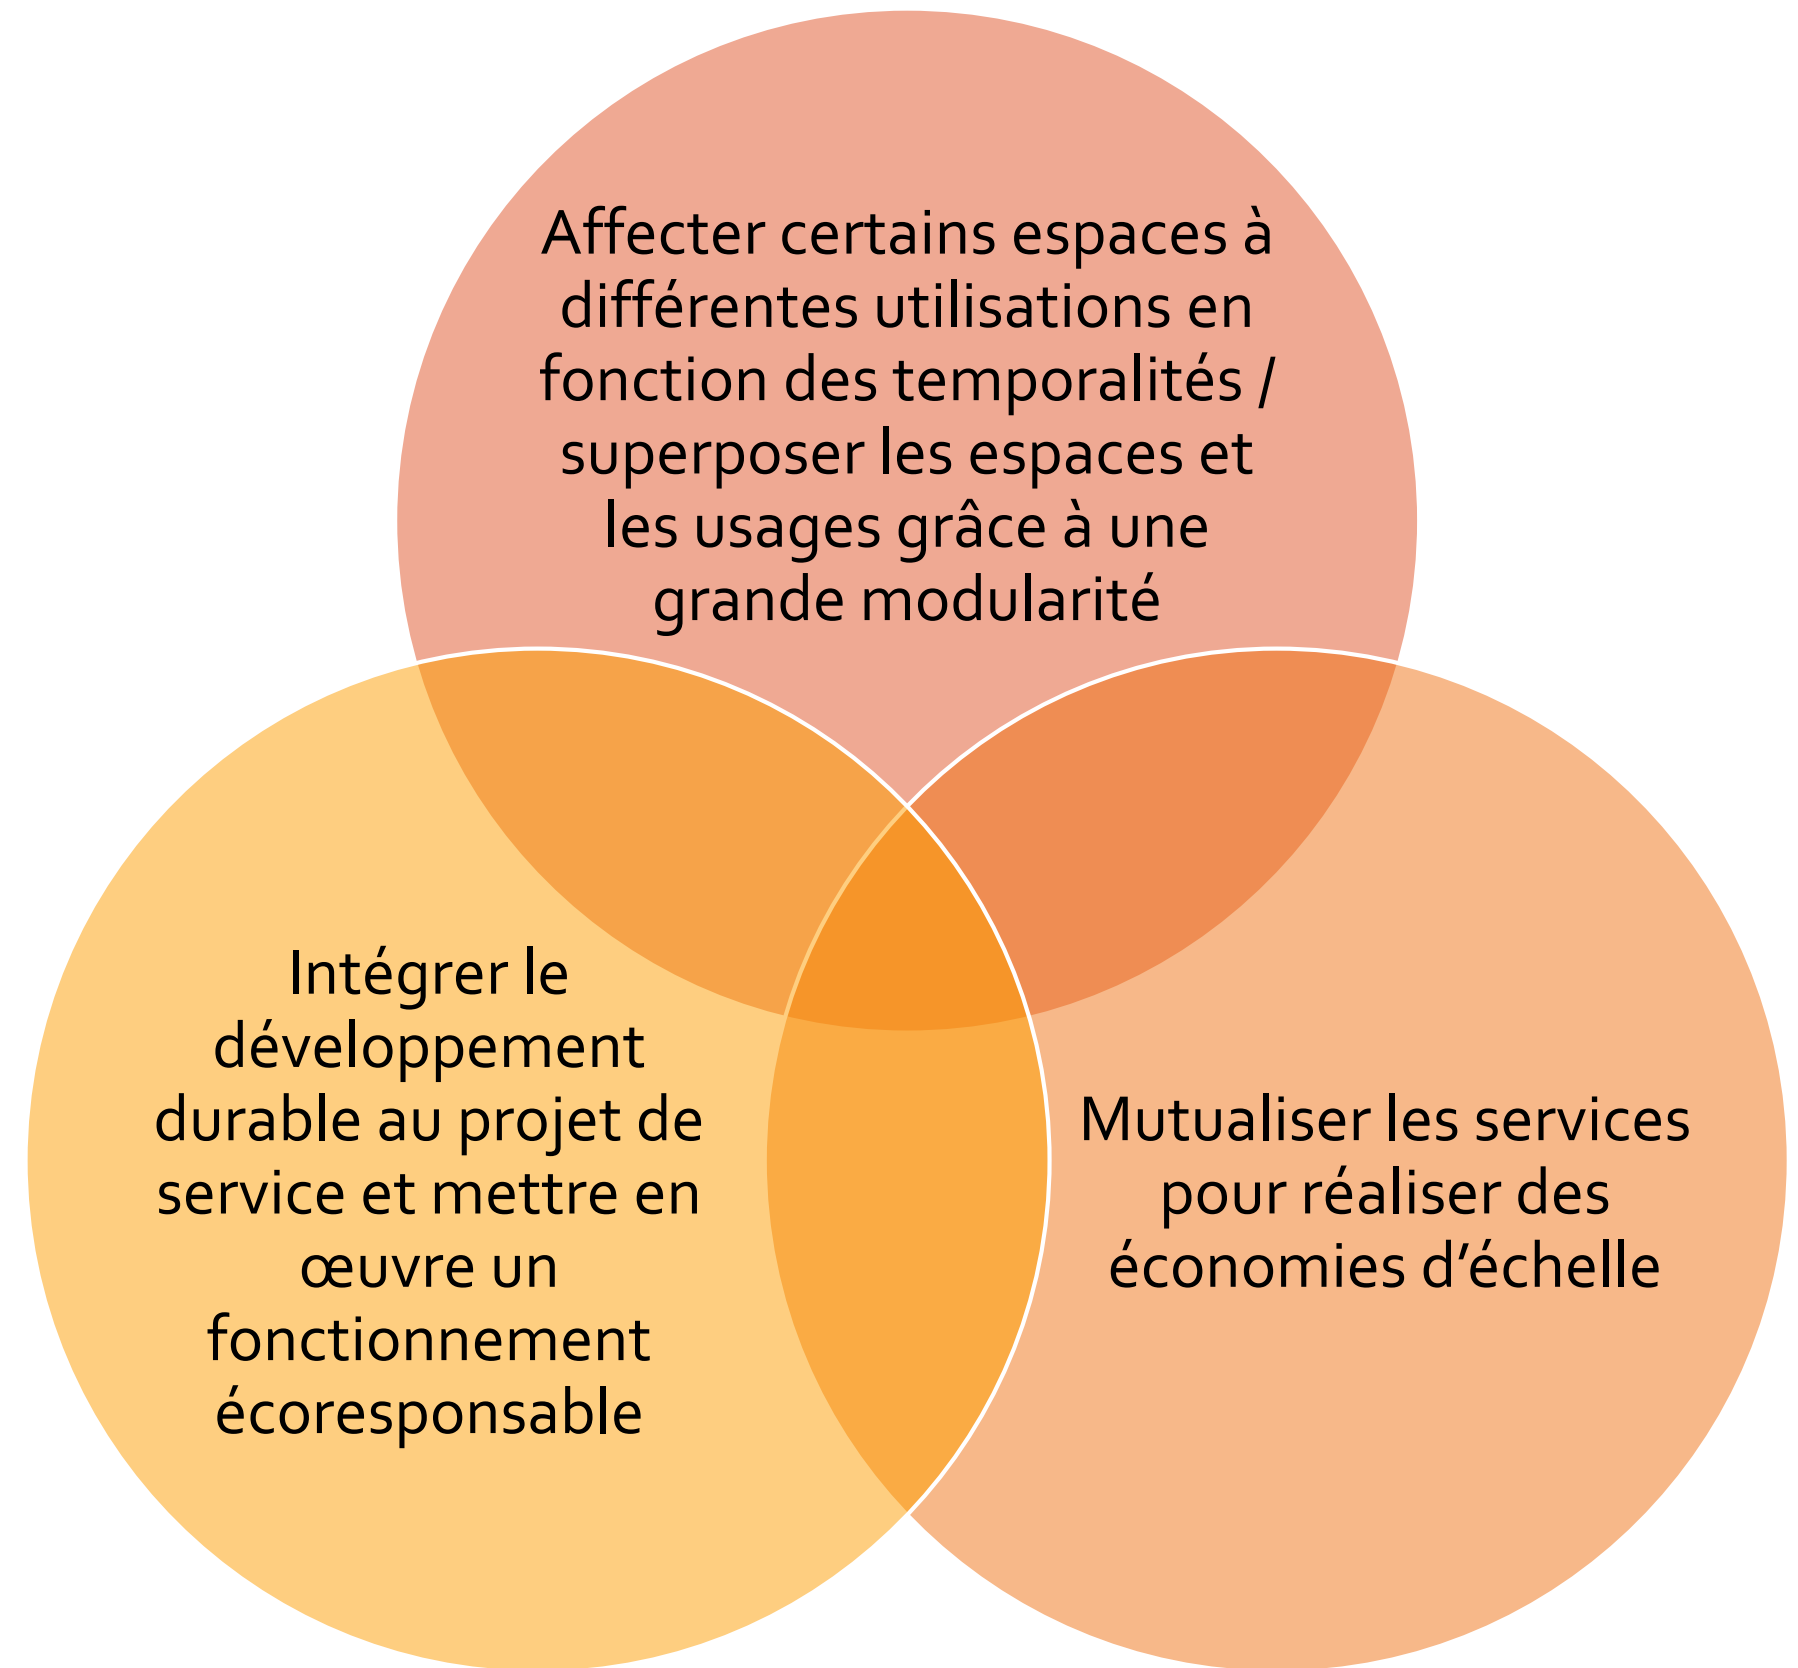 Affecter certains espaces à
différentes utilisations en
fonction des temporalités /
superposer les espaces et
les usages grâce à une
grande modularité
Intégrer le
développement
durable au projet de
service et mettre en
œuvre un
fonctionnement
écoresponsable
Mutualiser les services
pour réaliser des
économies d’échelle